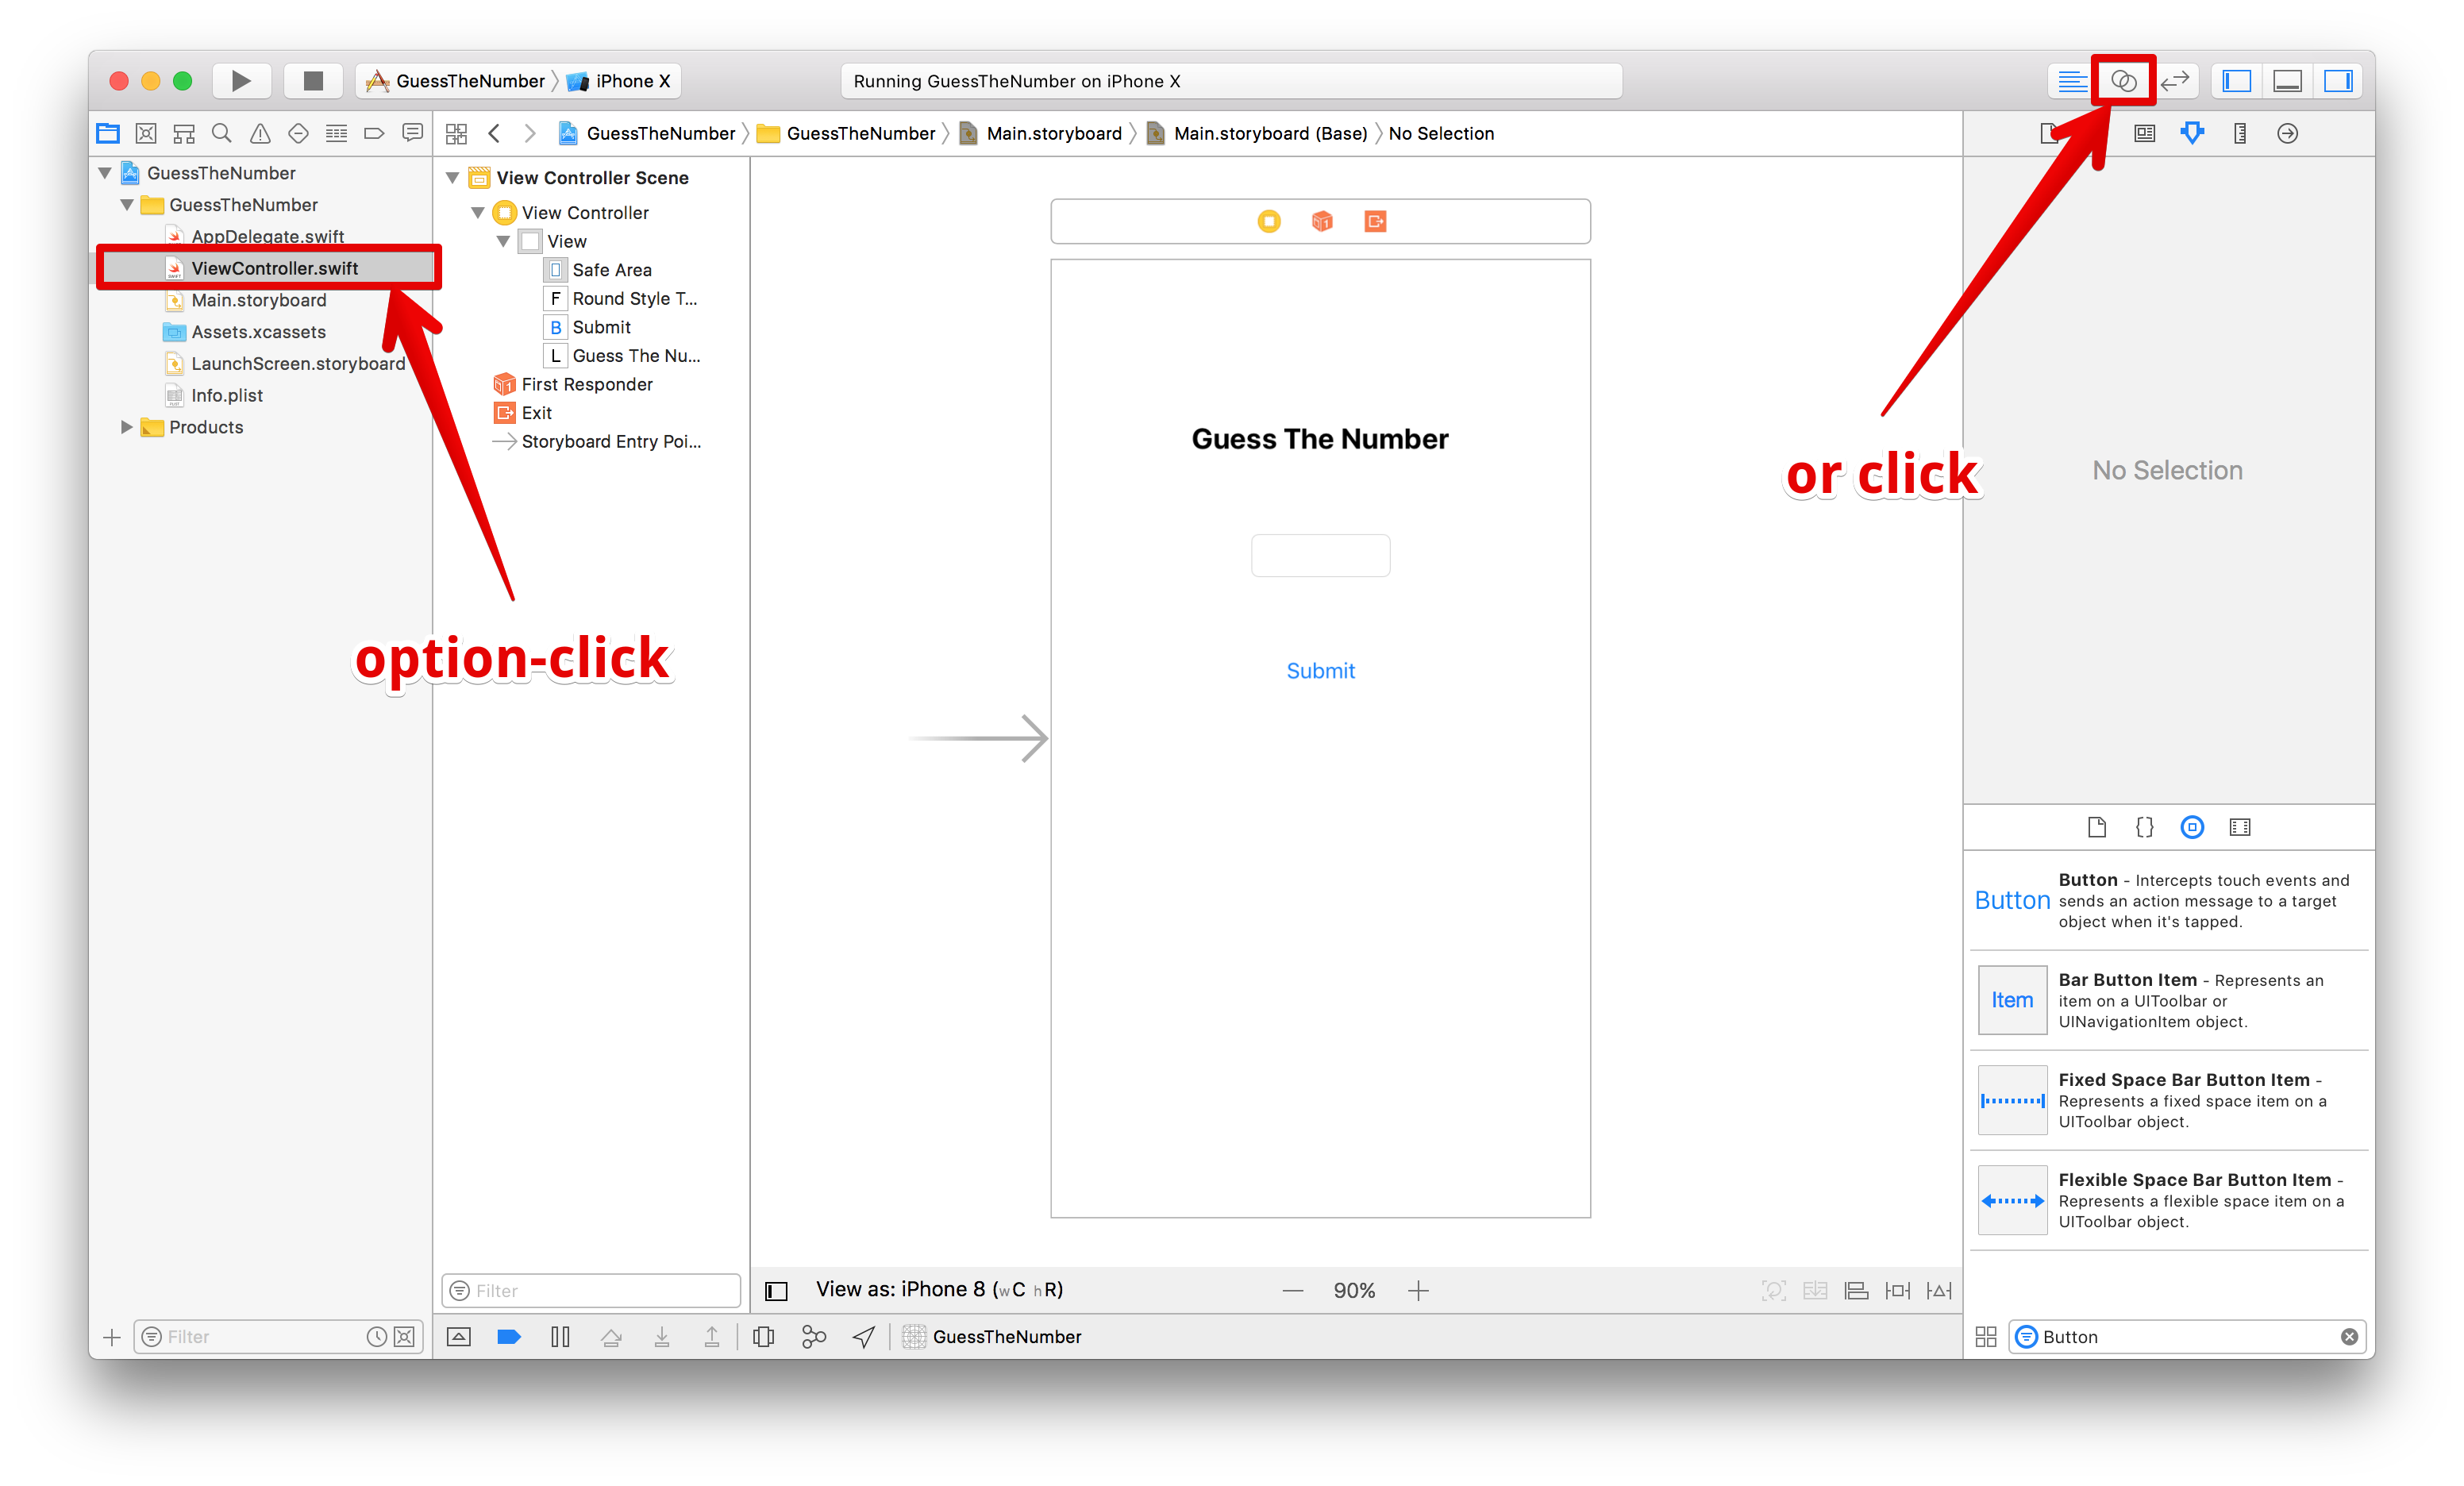 GuessTheNumber
iPhone X
Running GuessTheNumber on iPhone X
GuessTheNumber
GuessTheNumber
Main.storyboard
Main.storyboard (Base)
No Selection
GuessTheNumber
GuessTheNumber
AppDelegate.swift
ViewController.swift
Main.storyboard
Assets.xcassets
LaunchScreen.storyboard
Info.plist
Products
View Controller Scene
View Controller
View
Safe Area
F Round Style T...
B Submit
L Guess The Nu...
First Responder
Exit
Storyboard Entry Poi...
option-click
Guess The Number
Submit
or click
No Selection
Button
Button - Intercepts touch events and
sends an action message to a target
object when it's tapped.
Item
Bar Button Item - Represents an
item on a UIToolbar or
UINavigationItem object.
Fixed Space Bar Button Item -
Represents a fixed space item on a
UIToolbar object.
Flexible Space Bar Button Item -
Represents a flexible space item on a
UIToolbar object.
Filter
View as: iPhone 8 (wC hR)
90%
Filter
GuessTheNumber
Button